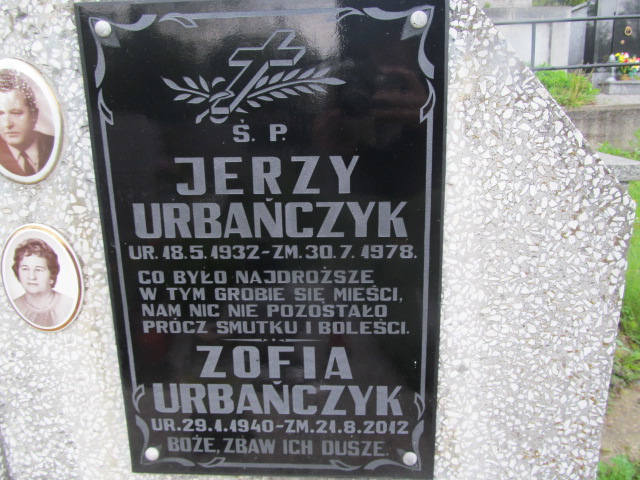 Ś. P.
JERZY
URBAŃCZYK
UR. 18.5.1932-ZM. 30.7.1978.
CO BYŁO NAJDROŻSZE
W TYM GROBIE SIĘ MIEŚCI,
NAM NIC NIE POZOSTAŁO
PRÓCZ SMUTKU I BOLEŚCI.
ZOFIA
URBAŃCZYK
UR. 29.1.1940-ZM. 21.8.2012
BOŻE, ZBAW ICH DUSZE.